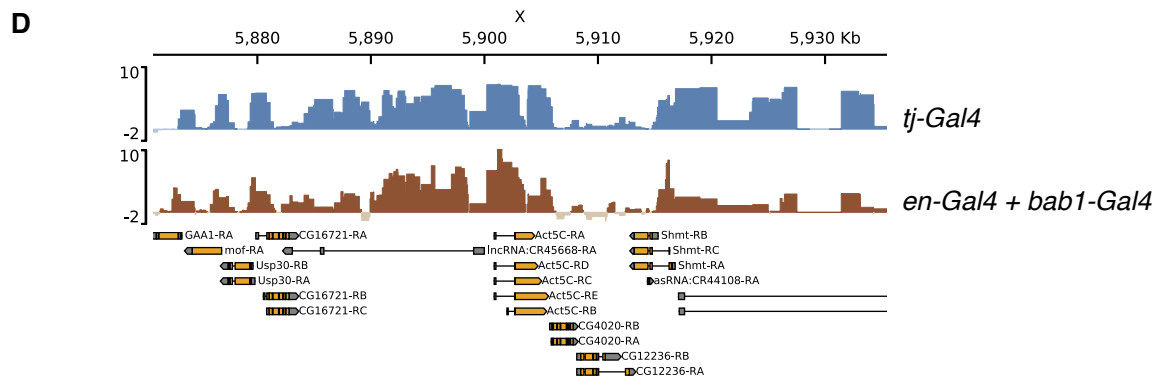 D
X
5,880 5,890 5,900 5,910 5,920 5,930 Kb
10
-2
tj-Gal4
10
-2
en-Gal4 + bab1-Gal4
GAA1-RA CG16721-RA Act5C-RA Shmt-RB
mof-RA lncRNA:CR45668-RA Shmt-RC
Usp30-RB Act5C-RD Shmt-RA
Usp30-RA Act5C-RC asRNA:CR44108-RA
CG16721-RB Act5C-RE
CG16721-RC Act5C-RB
CG4020-RB
CG4020-RA
CG12236-RB
CG12236-RA